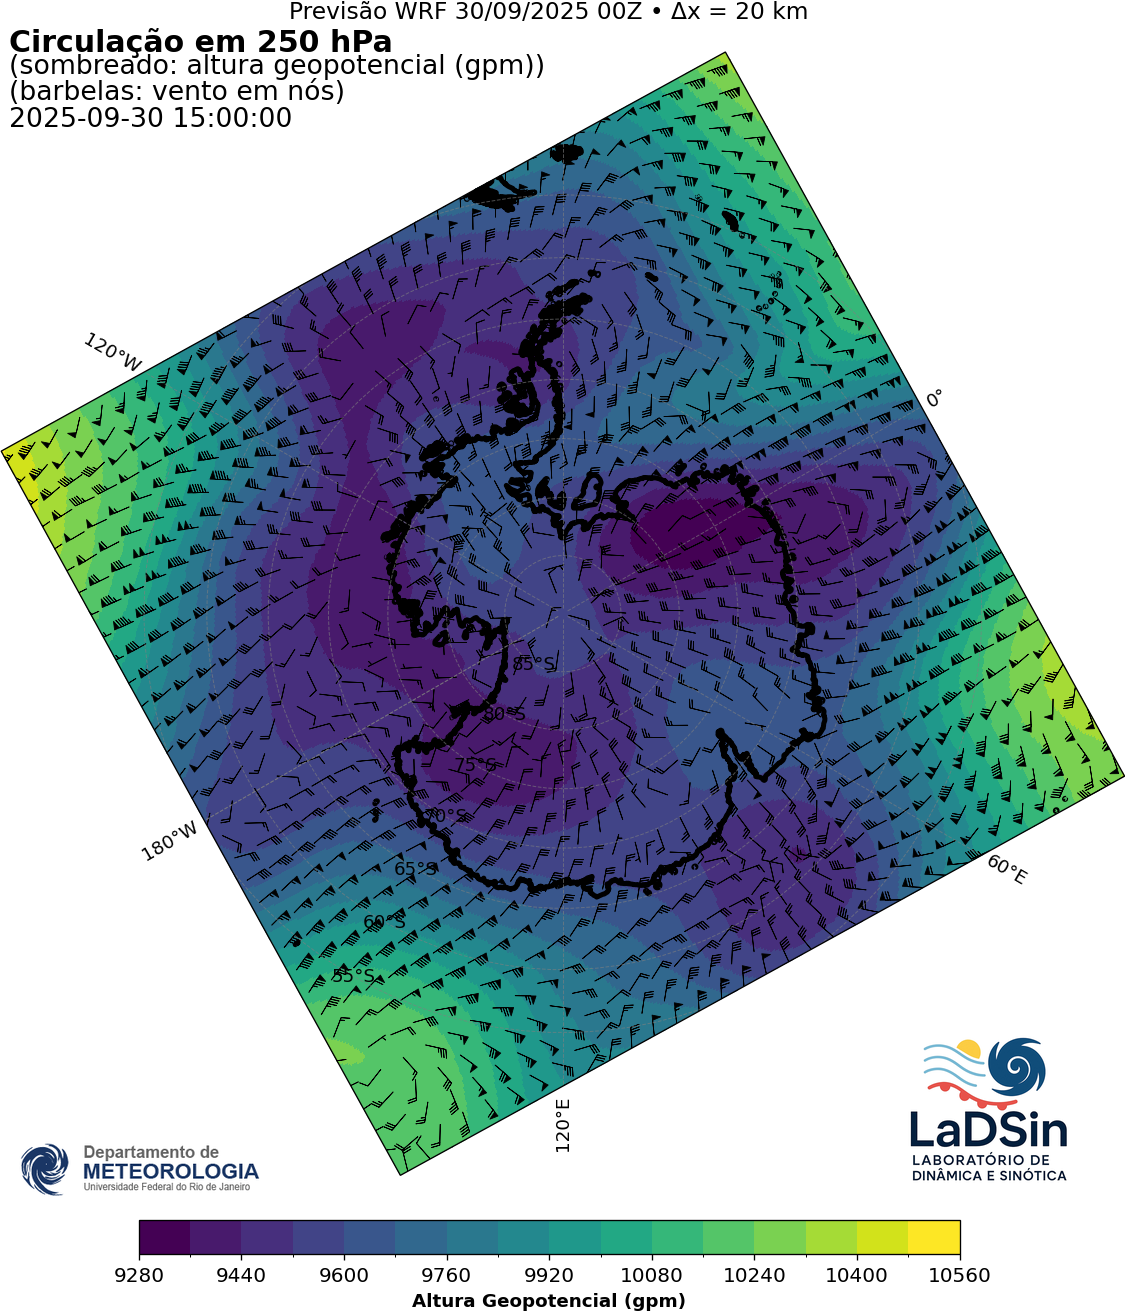 Previsão WRF 30/09/2025 00Z • Δx = 20 km
Circulação em 250 hPa
(sombreado: altura geopotencial (gpm))
(barbelas: vento em nós)
2025-09-30 15:00:00
120°W
0°
85°S
80°S
75°S
70°S
180°W
65°S
60°E
60°S
55°S
120°E
Departamento de
METEOROLOGIA
Universidade Federal do Rio de Janeiro
LaDSin
LABORATÓRIO DE
DINÂMICA E SINÓTICA
9280 9440 9600 9760 9920 10080 10240 10400 10560
Altura Geopotencial (gpm)